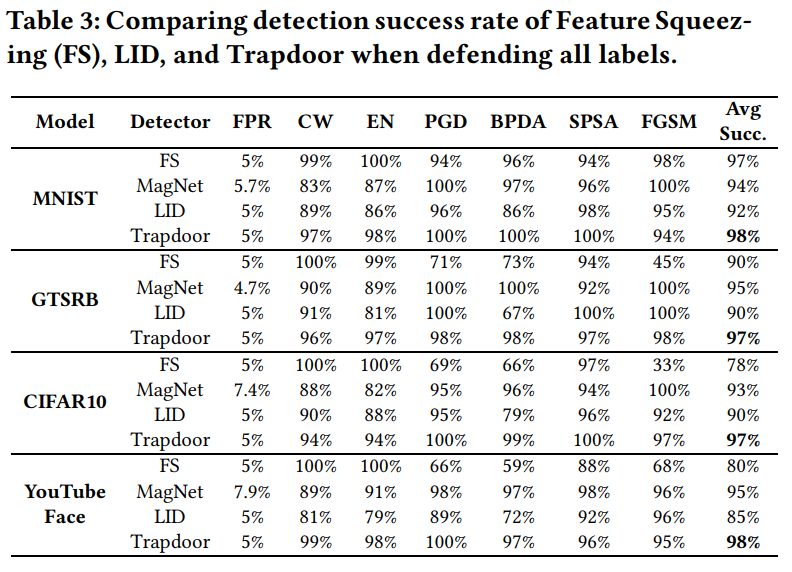 Table 3: Comparing detection success rate of Feature Squeez-
ing (FS), LID, and Trapdoor when defending all labels.
Model Detector FPR CW EN PGD BPDA SPSA FGSM Avg Succ.
MNIST
FS 5% 99% 100% 94% 96% 94% 98% 97%
MagNet 5.7% 83% 87% 100% 97% 96% 100% 94%
LID 5% 89% 86% 96% 86% 98% 95% 92%
Trapdoor 5% 97% 98% 100% 100% 100% 94% 98%
GTSRB
FS 5% 100% 99% 71% 73% 94% 45% 90%
MagNet 4.7% 90% 89% 100% 100% 92% 100% 95%
LID 5% 91% 81% 100% 67% 100% 100% 90%
Trapdoor 5% 96% 97% 98% 98% 97% 98% 97%
CIFAR10
FS 5% 100% 100% 69% 66% 97% 33% 78%
MagNet 7.4% 88% 82% 95% 96% 94% 100% 93%
LID 5% 90% 88% 95% 79% 96% 92% 90%
Trapdoor 5% 94% 94% 100% 99% 100% 97% 97%
YouTube Face
FS 5% 100% 100% 66% 59% 88% 68% 80%
MagNet 7.9% 89% 91% 98% 97% 98% 96% 95%
LID 5% 81% 79% 89% 72% 92% 96% 85%
Trapdoor 5% 99% 98% 100% 97% 96% 95% 98%